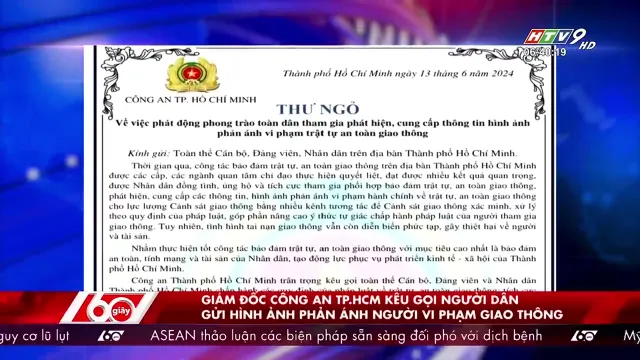 HTV9 HD
06:40:19
Thành phố Hồ Chí Minh ngày 13 tháng 6 năm 2024
CÔNG AN TP. HỒ CHÍ MINH
THƯ NGỎ
Về việc phát động phong trào toàn dân tham gia phát hiện, cung cấp thông tin hình ảnh
phản ánh vi phạm trật tự an toàn giao thông
Kính gửi: Toàn thể Cán bộ, Đảng viên, Nhân dân trên địa bàn Thành phố Hồ Chí Minh.
Thời gian qua, công tác bảo đảm trật tự, an toàn giao thông trên địa bàn Thành phố Hồ Chí Minh
được các cấp, các ngành quan tâm chỉ đạo thực hiện quyết liệt, đạt được nhiều kết quả quan trọng,
được Nhân dân đồng tình, ủng hộ và tích cực tham gia phối hợp bảo đảm trật tự, an toàn giao thông,
phát hiện, cung cấp các thông tin, hình ảnh phản ánh vi phạm hành chính về trật tự, an toàn giao thông
cho lực lượng Cảnh sát giao thông bằng nhiều kênh tương tác để Cảnh sát giao thông xác minh, xử lý
theo quy định của pháp luật, góp phần nâng cao ý thức tự giác chấp hành pháp luật của người tham gia
giao thông. Tuy nhiên, tình hình tai nạn giao thông vẫn còn diễn biến phức tạp, gây thiệt hại về người
và tài sản.
Nhằm thực hiện tốt công tác bảo đảm trật tự, an toàn giao thông với mục tiêu cao nhất là bảo đảm
an toàn, tính mạng và tài sản của Nhân dân, tạo động lực phục vụ phát triển kinh tế - xã hội của Thành
phố Hồ Chí Minh.
Công an Thành phố Hồ Chí Minh trân trọng kêu gọi toàn thể Cán bộ, Đảng viên và Nhân dân
60 giây
GIÁM ĐỐC CÔNG AN TP.HCM KÊU GỌI NGƯỜI DÂN
GỬI HÌNH ẢNH PHẢN ÁNH NGƯỜI VI PHẠM GIAO THÔNG
guy cơ lũ lụt 60 ASEAN thảo luận các biện pháp sẵn sàng đối phó với dịch bệnh 60 Mỹ